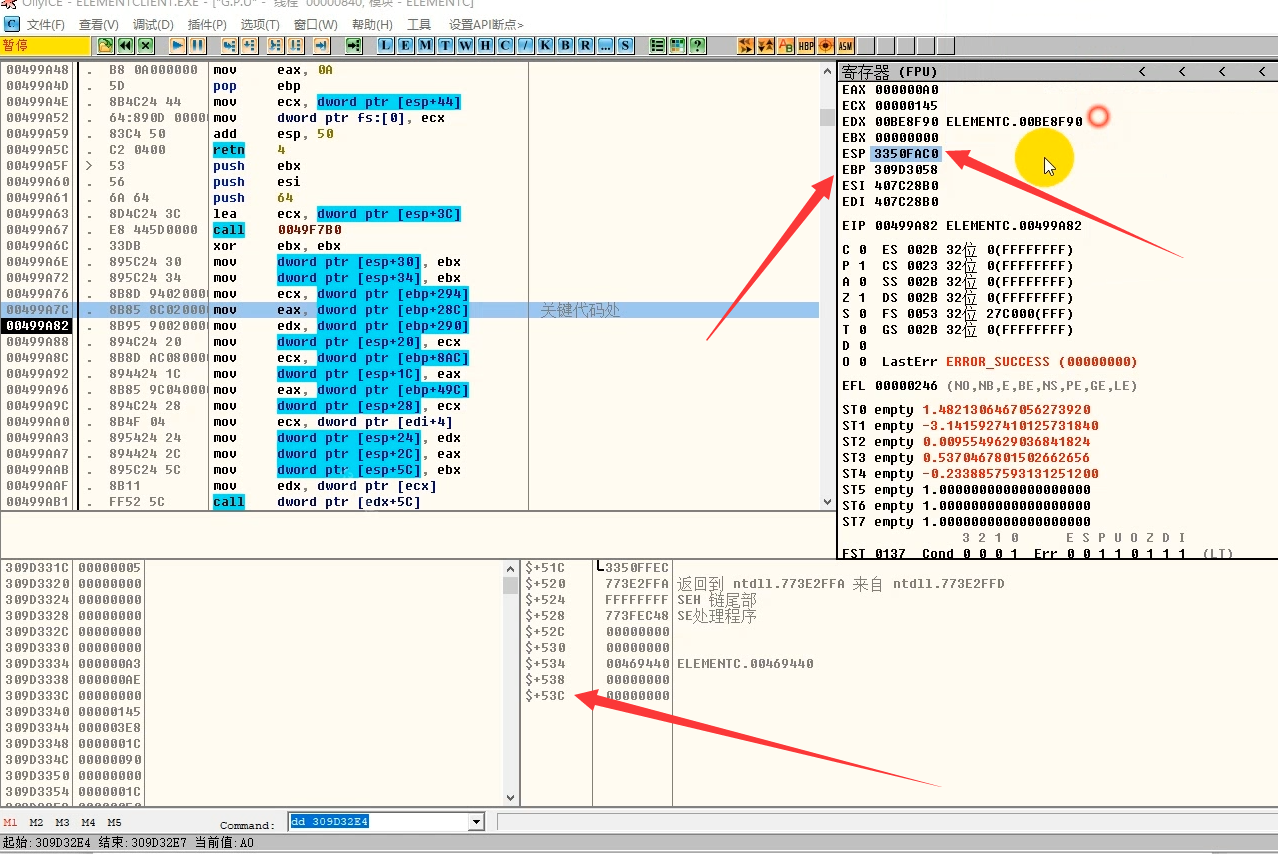 OllyICE - ELEMENTCLIENT.EXE - [*G.P.U* - 线程 00000840, 模块 - ELEMENTC]
C 文件(F) 查看(V) 调试(D) 插件(P) 选项(T) 窗口(W) 帮助(H) 工具 设置API断点>
暂停 L E M T W H C / K B R ... S ? HBP ASM
00499A48 . B8 0A000000 mov eax, 0A
00499A4D . 5D pop ebp
00499A4E . 8B4C24 44 mov ecx, dword ptr [esp+44]
00499A52 . 64:890D 0000 mov dword ptr fs:[0], ecx
00499A59 . 83C4 50 add esp, 50
00499A5C . C2 0400 retn 4
00499A5F > 53 push ebx
00499A60 . 56 push esi
00499A61 . 6A 64 push 64
00499A63 . 8D4C24 3C lea ecx, dword ptr [esp+3C]
00499A67 . E8 445D0000 call 0049F7B0
00499A6C . 33DB xor ebx, ebx
00499A6E . 895C24 30 mov dword ptr [esp+30], ebx
00499A72 . 895C24 34 mov dword ptr [esp+34], ebx
00499A76 . 8B8D 9402000 mov ecx, dword ptr [ebp+294]
00499A7C . 8B85 8C02000 mov eax, dword ptr [ebp+28C] 关键代码处
00499A82 . 8B95 9002000 mov edx, dword ptr [ebp+290]
00499A88 . 894C24 20 mov dword ptr [esp+20], ecx
00499A8C . 8B8D AC08000 mov ecx, dword ptr [ebp+8AC]
00499A92 . 894424 1C mov dword ptr [esp+1C], eax
00499A96 . 8B85 9C04000 mov eax, dword ptr [ebp+49C]
00499A9C . 894C24 28 mov dword ptr [esp+28], ecx
00499AA0 . 8B4F 04 mov ecx, dword ptr [edi+4]
00499AA3 . 895424 24 mov dword ptr [esp+24], edx
00499AA7 . 894424 2C mov dword ptr [esp+2C], eax
00499AAB . 895C24 5C mov dword ptr [esp+5C], ebx
00499AAF . 8B11 mov edx, dword ptr [ecx]
00499AB1 . FF52 5C call dword ptr [edx+5C]
寄存器 (FPU) < < < <
EAX 000000A0
ECX 00000145
EDX 00BE8F90 ELEMENTC.00BE8F90
EBX 00000000
ESP 3350FAC0
EBP 309D3058
ESI 407C28B0
EDI 407C28B0
EIP 00499A82 ELEMENTC.00499A82
C 0 ES 002B 32位 0(FFFFFFFF)
P 1 CS 0023 32位 0(FFFFFFFF)
A 0 SS 002B 32位 0(FFFFFFFF)
Z 1 DS 002B 32位 0(FFFFFFFF)
S 0 FS 0053 32位 27C000(FFF)
T 0 GS 002B 32位 0(FFFFFFFF)
D 0
O 0 LastErr ERROR_SUCCESS (00000000)
EFL 00000246 (NO,NB,E,BE,NS,PE,GE,LE)
ST0 empty 1.4821306467056273920
ST1 empty -3.1415927410125731840
ST2 empty 0.0095549629036841824
ST3 empty 0.5370467801502662656
ST4 empty -0.2338857593131251200
ST5 empty 1.0000000000000000000
ST6 empty 1.0000000000000000000
ST7 empty 1.0000000000000000000
3 2 1 0 E S P U O Z D I
FST 0137 Cond 0 0 0 1 Err 0 0 1 1 0 1 1 1 (LT)
309D331C 00000005
309D3320 00000000
309D3324 00000000
309D3328 00000000
309D332C 00000000
309D3330 00000000
309D3334 000000A3
309D3338 000000AE
309D333C 00000000
309D3340 00000145
309D3344 000003E8
309D3348 0000001C
309D334C 00000090
309D3350 00000000
309D3354 0000001C
$+51C 3350FFEC
$+520 773E2FFA 返回到 ntdll.773E2FFA 来自 ntdll.773E2FFD
$+524 FFFFFFFF SEH 链尾部
$+528 773FEC48 SE处理程序
$+52C 00000000
$+530 00000000
$+534 00469440 ELEMENTC.00469440
$+538 00000000
$+53C 00000000
M1 M2 M3 M4 M5 Command: dd 309D32E4
起始:309D32E4 结束:309D32E7 当前值:A0